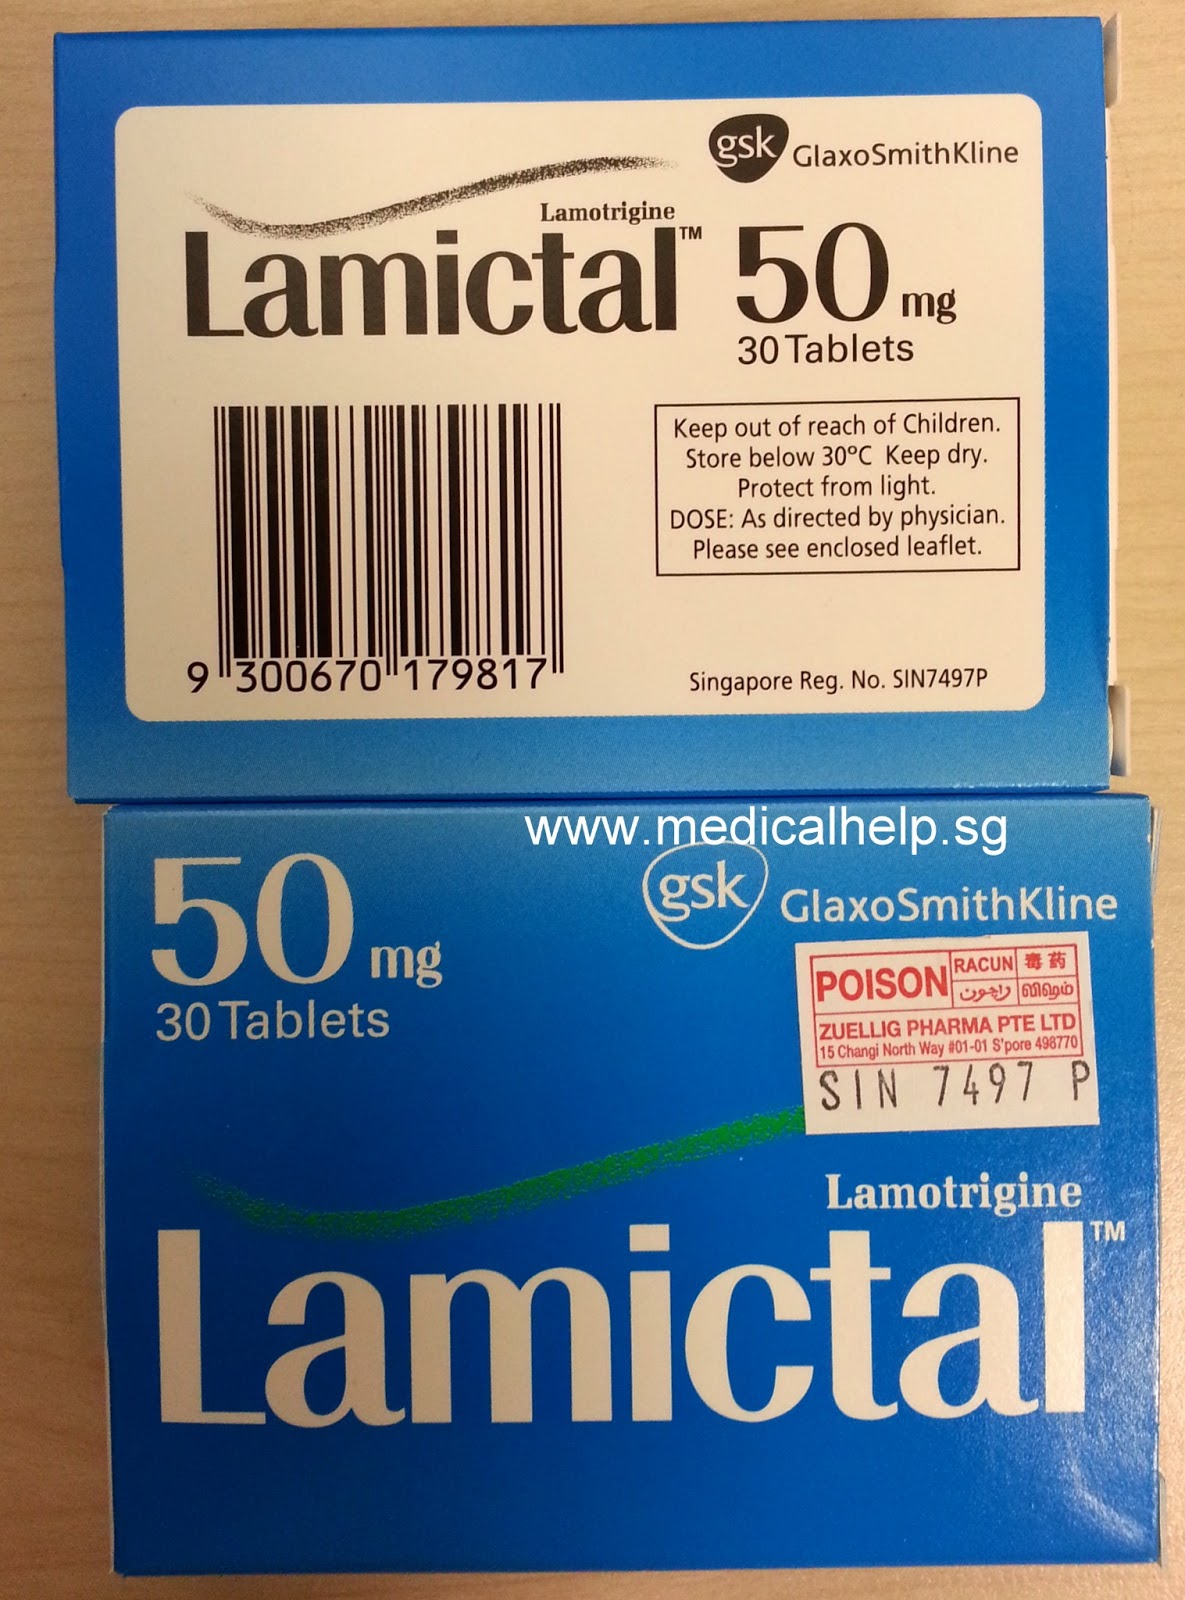 gsk GlaxoSmithKline
Lamotrigine
Lamictal™ 50 mg
30 Tablets
Keep out of reach of Children.
Store below 30ºC Keep dry.
Protect from light.
DOSE: As directed by physician.
Please see enclosed leaflet.
9 300670 179817
Singapore Reg. No. SIN7497P
www.medicalhelp.sg
50 mg
30 Tablets
gsk GlaxoSmithKline
POISON RACUN 毒药
راچون விஷம்
ZUELLIG PHARMA PTE LTD
15 Changi North Way #01-01 S'pore 498770
SIN 7497 P
Lamotrigine
Lamictal™